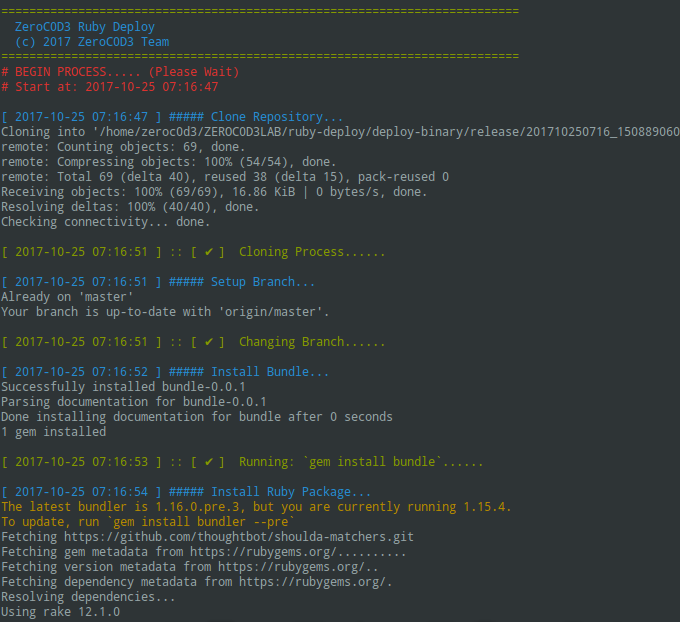 ==========================================================================
ZeroC0D3 Ruby Deploy
(c) 2017 ZeroC0D3 Team
==========================================================================
# BEGIN PROCESS..... (Please Wait)
# Start at: 2017-10-25 07:16:47
[ 2017-10-25 07:16:47 ] ##### Clone Repository...
Cloning into '/home/zeroc0d3/ZEROC0D3LAB/ruby-deploy/deploy-binary/release/201710250716_150889060
remote: Counting objects: 69, done.
remote: Compressing objects: 100% (54/54), done.
remote: Total 69 (delta 40), reused 38 (delta 15), pack-reused 0
Receiving objects: 100% (69/69), 16.86 KiB | 0 bytes/s, done.
Resolving deltas: 100% (40/40), done.
Checking connectivity... done.
[ 2017-10-25 07:16:51 ] :: [ ✔ ]  Cloning Process......
[ 2017-10-25 07:16:51 ] ##### Setup Branch...
Already on 'master'
Your branch is up-to-date with 'origin/master'.
[ 2017-10-25 07:16:51 ] :: [ ✔ ]  Changing Branch......
[ 2017-10-25 07:16:52 ] ##### Install Bundle...
Successfully installed bundle-0.0.1
Parsing documentation for bundle-0.0.1
Done installing documentation for bundle after 0 seconds
1 gem installed
[ 2017-10-25 07:16:53 ] :: [ ✔ ]  Running: `gem install bundle`......
[ 2017-10-25 07:16:54 ] ##### Install Ruby Package...
The latest bundler is 1.16.0.pre.3, but you are currently running 1.15.4.
To update, run `gem install bundler --pre`
Fetching https://github.com/thoughtbot/shoulda-matchers.git
Fetching gem metadata from https://rubygems.org/..........
Fetching version metadata from https://rubygems.org/..
Fetching dependency metadata from https://rubygems.org/.
Resolving dependencies...
Using rake 12.1.0